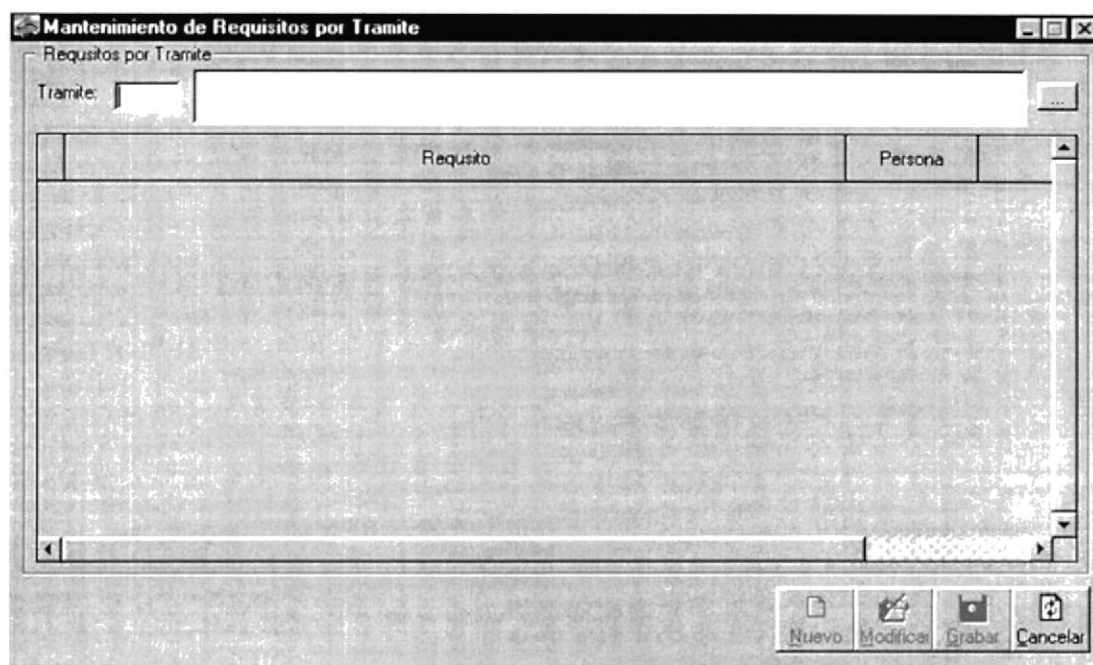 Mantenimiento de Requisitos por Tramite
Requsitos por Tramite
Tramite:
...
Requsito Persona
Nuevo Modificar Grabar Cancelar